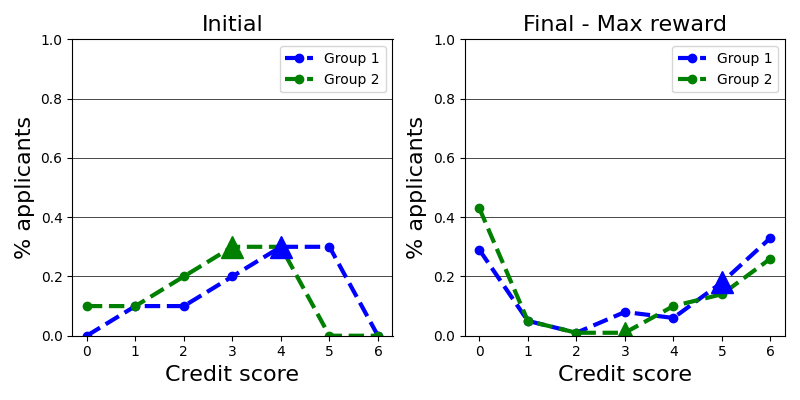 Initial
Final - Max reward
% applicants
1.0
0.8
0.6
0.4
0.2
0.0
Group 1
Group 2
0 1 2 3 4 5 6
Credit score
% applicants
1.0
0.8
0.6
0.4
0.2
0.0
Group 1
Group 2
0 1 2 3 4 5 6
Credit score